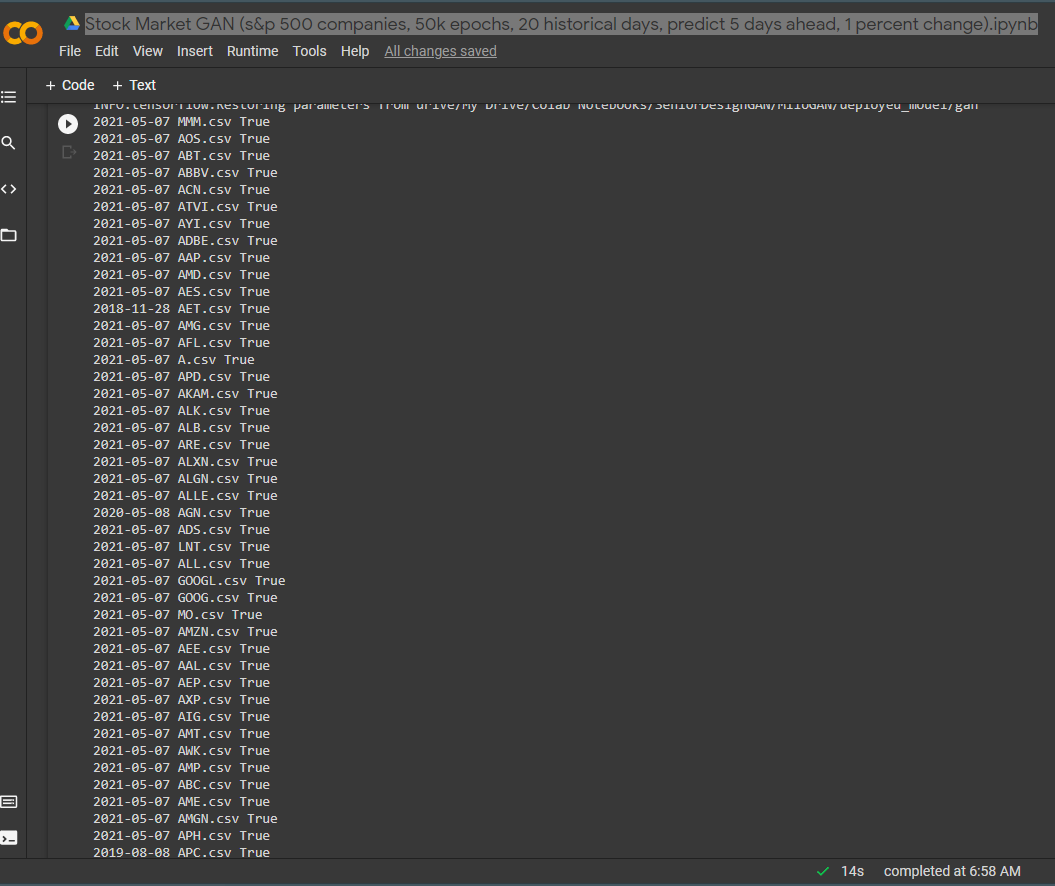 Stock Market GAN (s&p 500 companies, 50k epochs, 20 historical days, predict 5 days ahead, 1 percent change).ipynb
File Edit View Insert Runtime Tools Help All changes saved
+ Code + Text
INFO:tensorflow:Restoring parameters from drive/My Drive/Colab Notebooks/SeniorDesignGAN/MiloGAN/deployed_model/gan
2021-05-07 MMM.csv True
2021-05-07 AOS.csv True
2021-05-07 ABT.csv True
2021-05-07 ABBV.csv True
2021-05-07 ACN.csv True
2021-05-07 ATVI.csv True
2021-05-07 AYI.csv True
2021-05-07 ADBE.csv True
2021-05-07 AAP.csv True
2021-05-07 AMD.csv True
2021-05-07 AES.csv True
2018-11-28 AET.csv True
2021-05-07 AMG.csv True
2021-05-07 AFL.csv True
2021-05-07 A.csv True
2021-05-07 APD.csv True
2021-05-07 AKAM.csv True
2021-05-07 ALK.csv True
2021-05-07 ALB.csv True
2021-05-07 ARE.csv True
2021-05-07 ALXN.csv True
2021-05-07 ALGN.csv True
2021-05-07 ALLE.csv True
2020-05-08 AGN.csv True
2021-05-07 ADS.csv True
2021-05-07 LNT.csv True
2021-05-07 ALL.csv True
2021-05-07 GOOGL.csv True
2021-05-07 GOOG.csv True
2021-05-07 MO.csv True
2021-05-07 AMZN.csv True
2021-05-07 AEE.csv True
2021-05-07 AAL.csv True
2021-05-07 AEP.csv True
2021-05-07 AXP.csv True
2021-05-07 AIG.csv True
2021-05-07 AMT.csv True
2021-05-07 AWK.csv True
2021-05-07 AMP.csv True
2021-05-07 ABC.csv True
2021-05-07 AME.csv True
2021-05-07 AMGN.csv True
2021-05-07 APH.csv True
2019-08-08 APC.csv True
14s completed at 6:58 AM